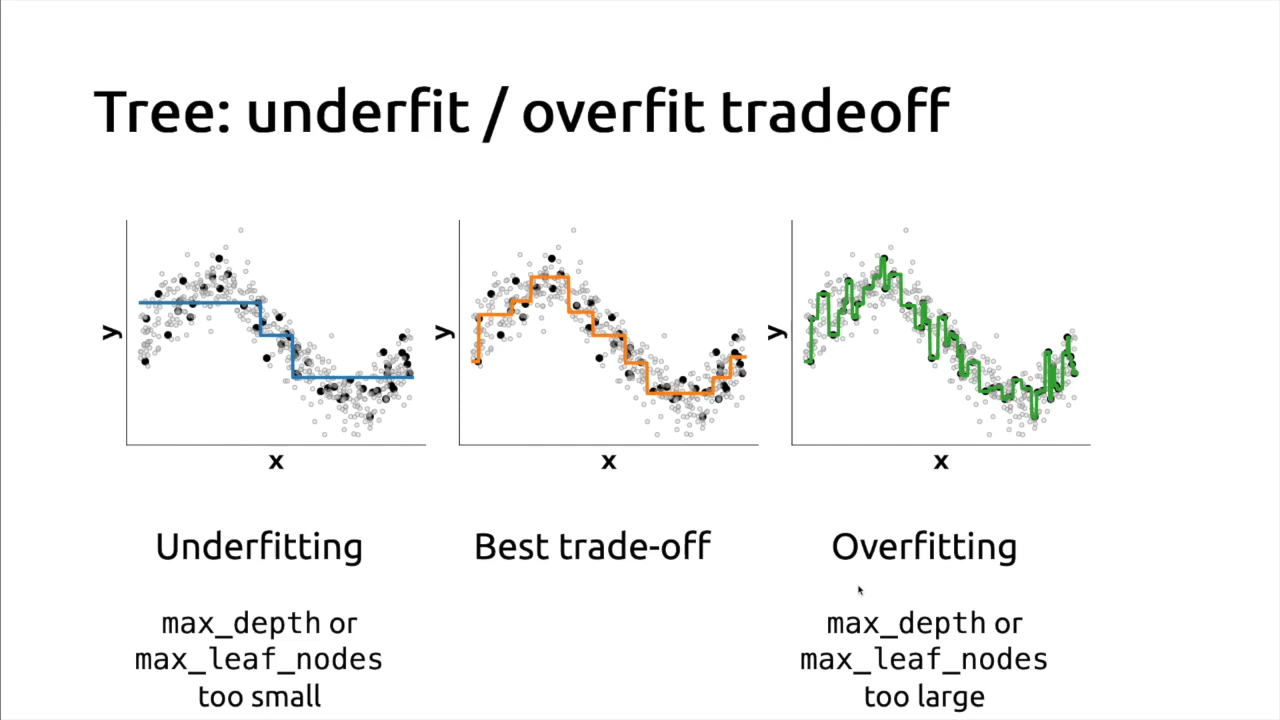 Tree: underfit / overfit tradeoff
y
x
y
x
y
x
Underfitting
Best trade-off
Overfitting
max_depth or
max_leaf_nodes
too small
max_depth or
max_leaf_nodes
too large